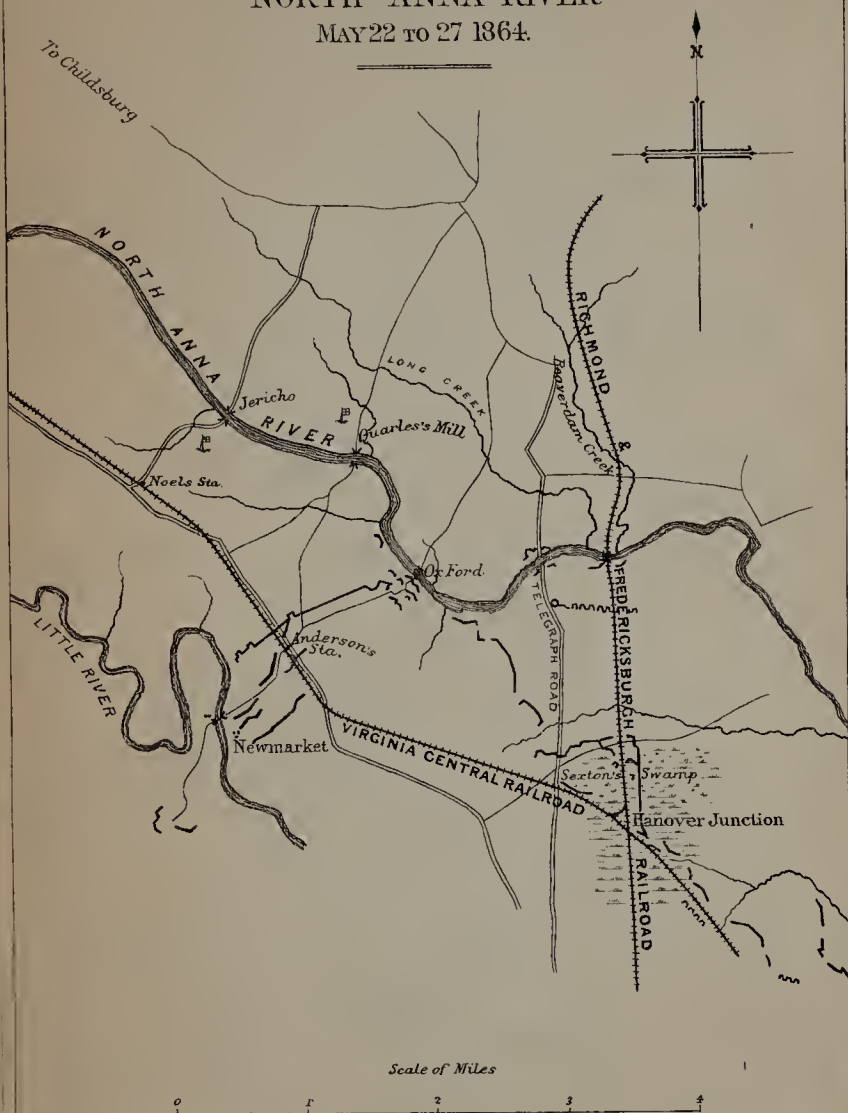 NORTH ANNA RIVER
MAY 22 TO 27 1864.
To Childsburg
N
NORTH ANNA RIVER
RICHMOND & FREDERICKSBURGH RAILROAD
LONG CREEK
Beaverdam Creek
Jericho
Quarles's Mill
Noels Sta.
Ox Ford.
TELEGRAPH ROAD
LITTLE RIVER
Anderson's
Sta.
Newmarket
VIRGINIA CENTRAL RAILROAD
Sexton's Swamp
Hanover Junction
Scale of Miles
0 1 2 3 4